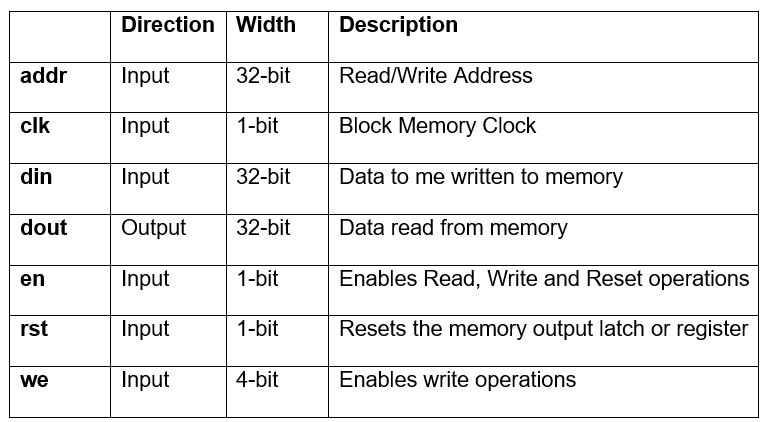 Direction Width Description
addr Input 32-bit Read/Write Address
clk Input 1-bit Block Memory Clock
din Input 32-bit Data to me written to memory
dout Output 32-bit Data read from memory
en Input 1-bit Enables Read, Write and Reset operations
rst Input 1-bit Resets the memory output latch or register
we Input 4-bit Enables write operations